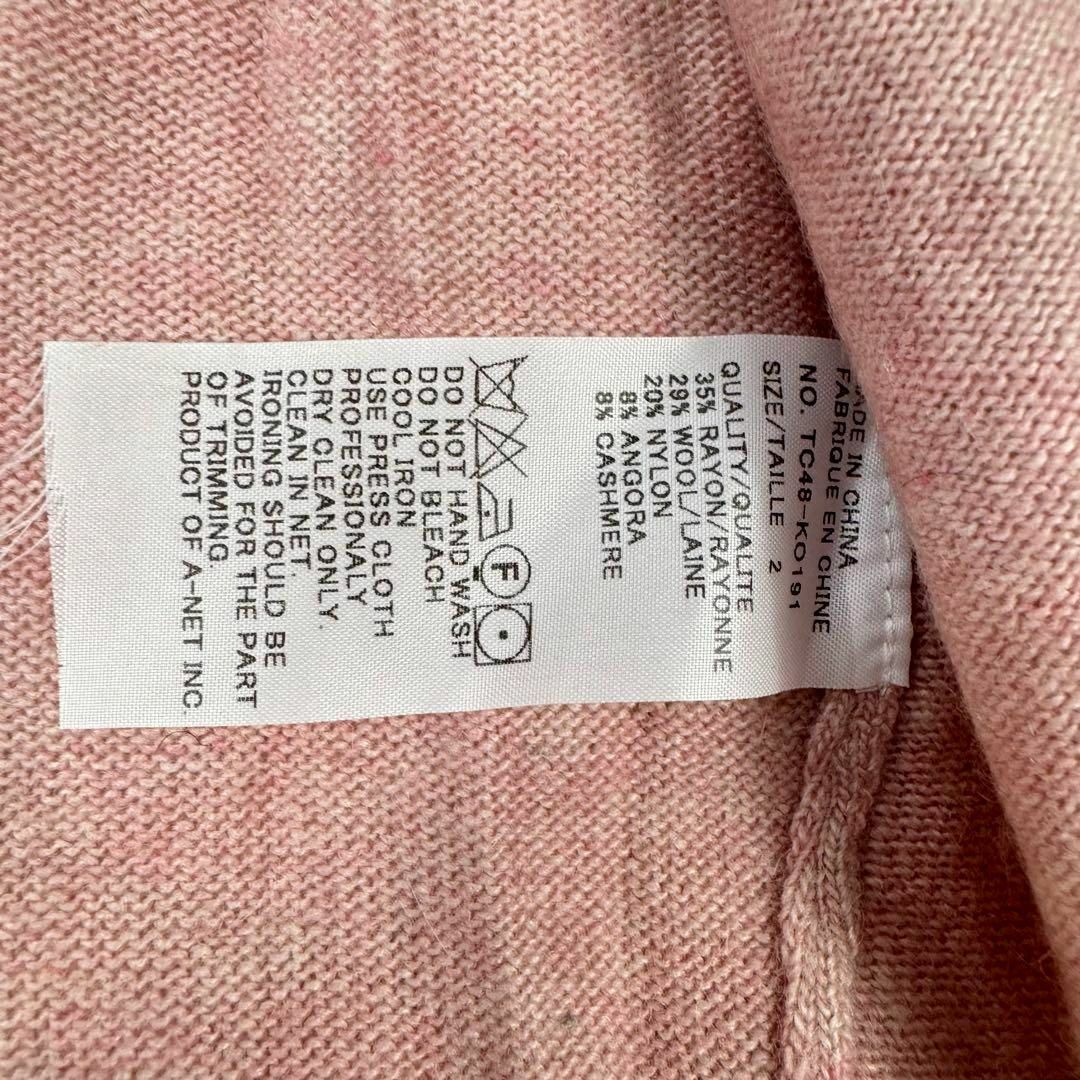 MADE IN CHINA
FABRIQUE EN CHINE
NO. TC48-K0191
SIZE/TAILLE 2
QUALITY/QUALITE
35% RAYON/RAYONNE
29% WOOL/LAINE
20% NYLON
8% ANGORA
8% CASHMERE
F
DO NOT HAND WASH
DO NOT BLEACH
COOL IRON
USE PRESS CLOTH
PROFESSIONALY
DRY CLEAN ONLY.
CLEAN IN NET.
IRONING SHOULD BE
AVOIDED FOR THE PART
OF TRIMMING.
PRODUCT OF A-NET INC.